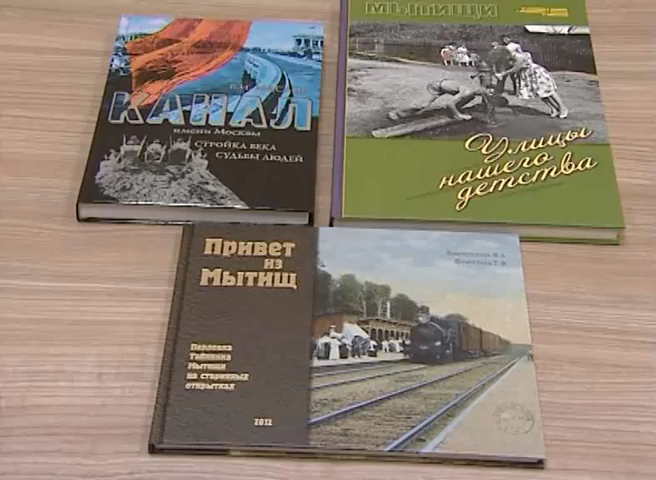 КАНАЛ
имени Москвы
СТРОЙКА ВЕКА
СУДЬБЫ ЛЮДЕЙ
МЫТИЩИ
Улицы
нашего
детства
Привет
из
Мытищ
Перловка
Тайнинка
Мытищи
на старинных
открытках
2012